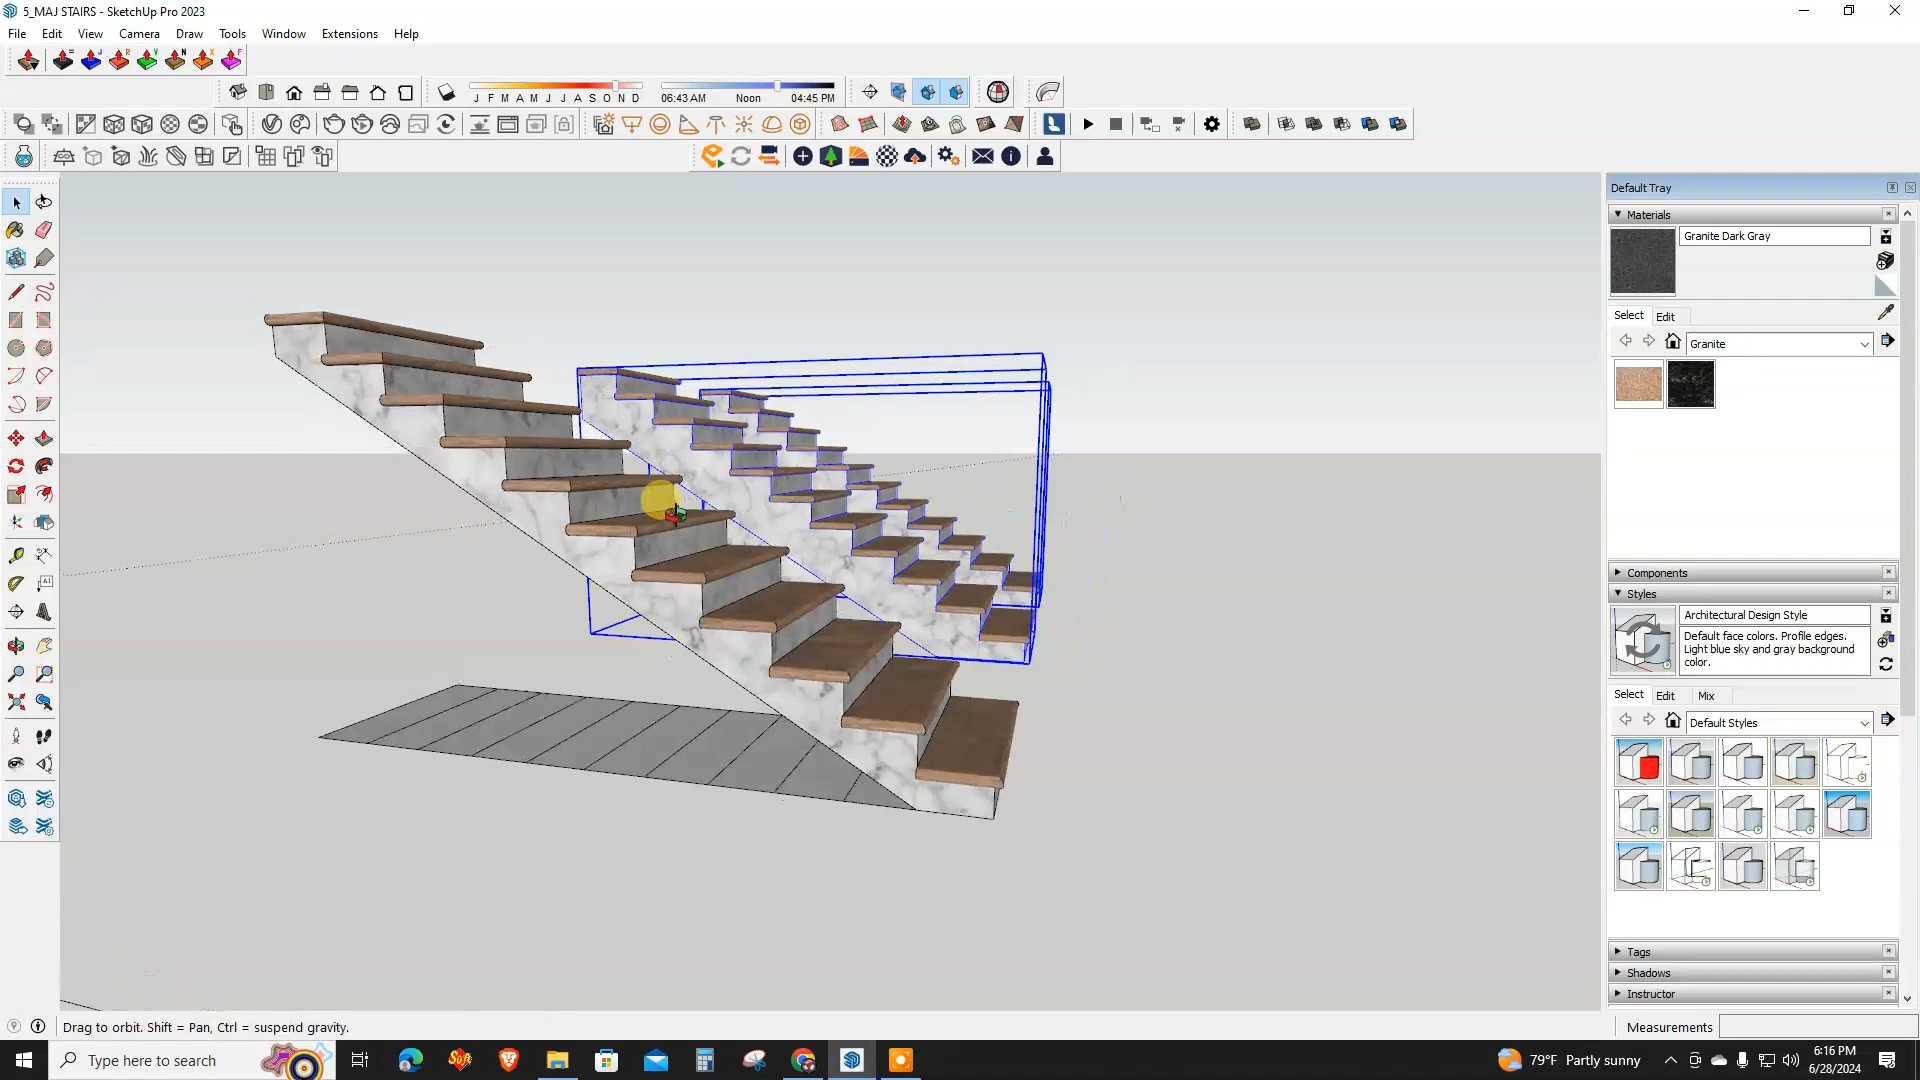 5_MAJ STAIRS - SketchUp Pro 2023
File Edit View Camera Draw Tools Window Extensions Help
= J R V N X F
J F M A M J J A S O N D 06:43 AM Noon 04:45 PM
Default Tray
Materials
Granite Dark Gray
Select Edit
Granite
Components
Styles
Architectural Design Style
Default face colors. Profile edges.
Light blue sky and gray background
color.
Select Edit Mix
Default Styles
Tags
Shadows
Instructor
Drag to orbit. Shift = Pan, Ctrl = suspend gravity.
Measurements
Type here to search
79°F Partly sunny
6:16 PM
6/28/2024